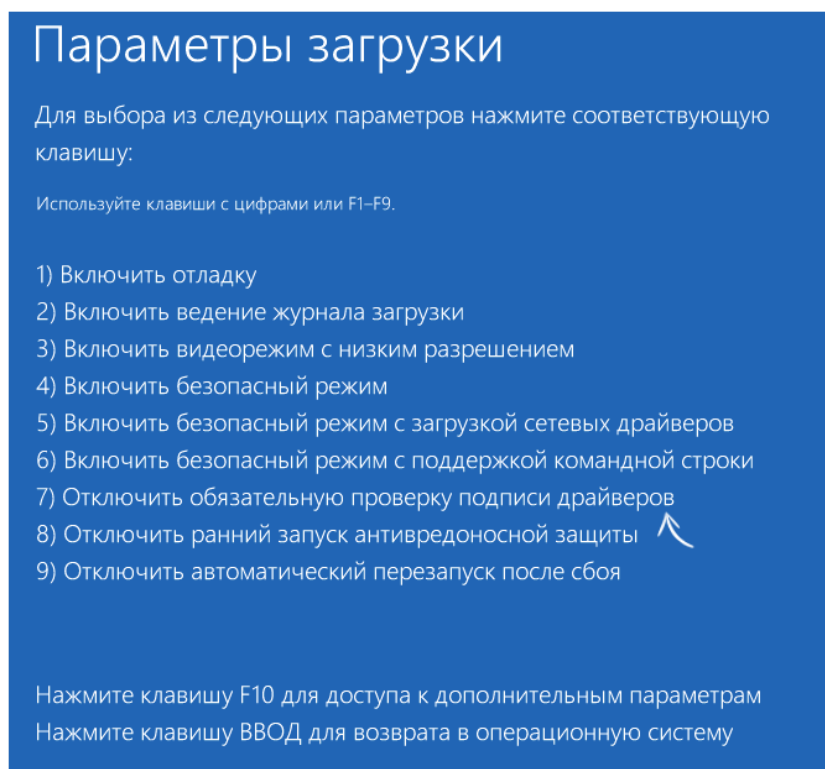 Параметры загрузки
Для выбора из следующих параметров нажмите соответствующую
клавишу:
Используйте клавиши с цифрами или F1–F9.
1) Включить отладку
2) Включить ведение журнала загрузки
3) Включить видеорежим с низким разрешением
4) Включить безопасный режим
5) Включить безопасный режим с загрузкой сетевых драйверов
6) Включить безопасный режим с поддержкой командной строки
7) Отключить обязательную проверку подписи драйверов
8) Отключить ранний запуск антивредоносной защиты
9) Отключить автоматический перезапуск после сбоя
Нажмите клавишу F10 для доступа к дополнительным параметрам
Нажмите клавишу ВВОД для возврата в операционную систему